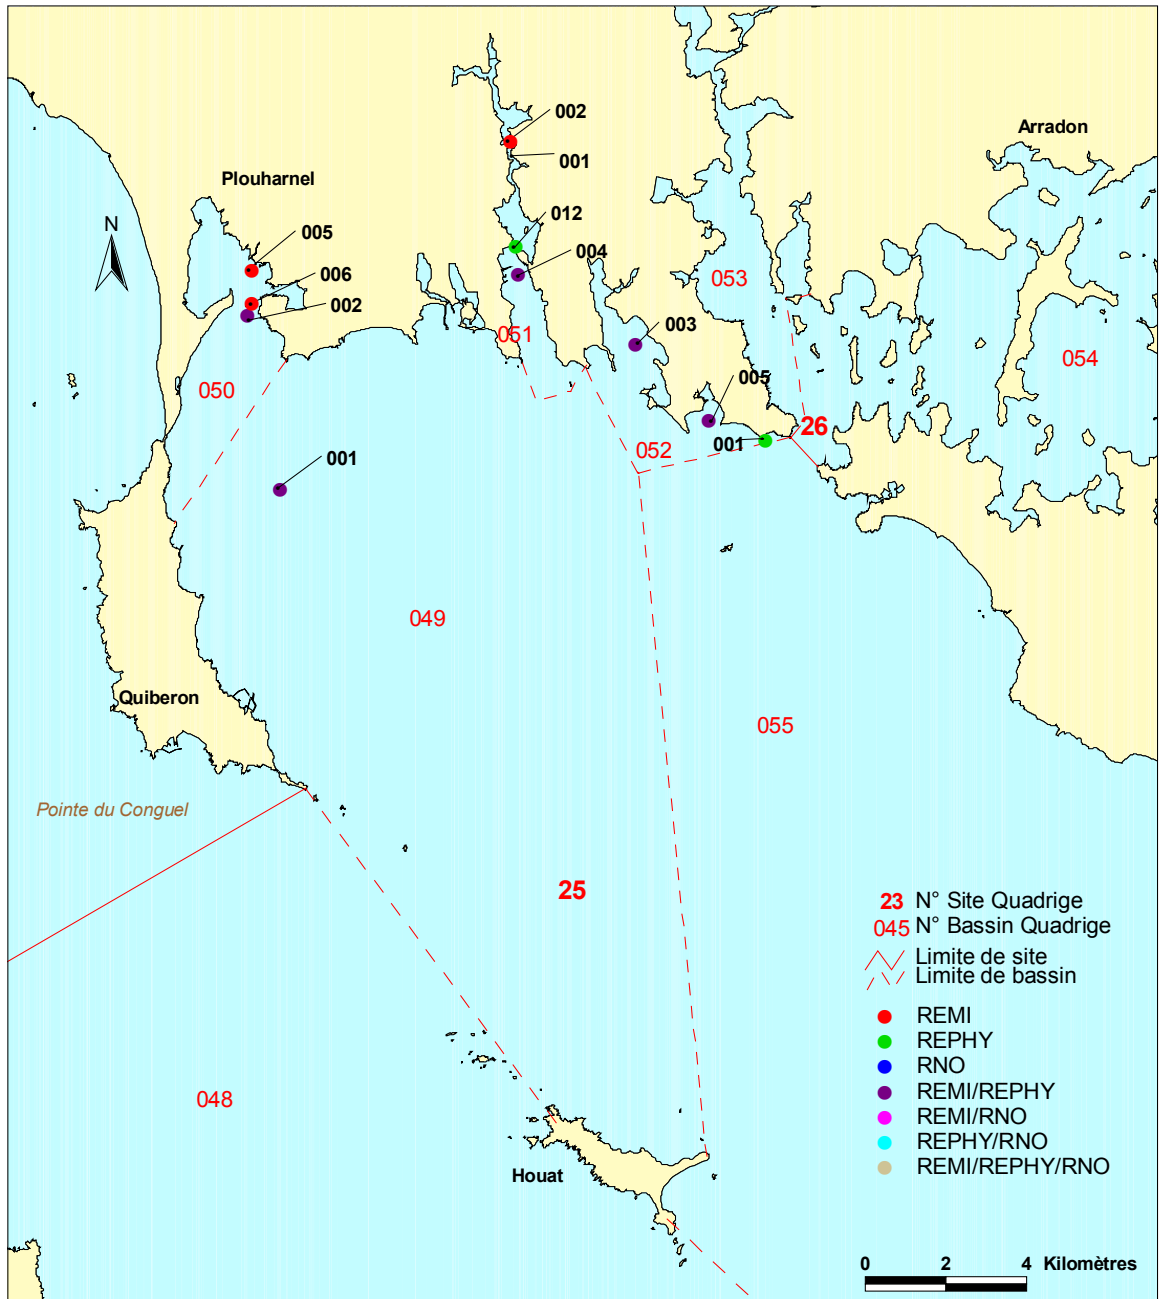 002
Arradon
001
Plouharnel
012
N
005
004
053
006
002
003
051
054
050
005
26
001
052
001
049
Quiberon
055
Pointe du Conguel
25
23 N° Site Quadrige
045 N° Bassin Quadrige
Limite de site
Limite de bassin
REMI
REPHY
RNO
REMI/REPHY
048
REMI/RNO
REPHY/RNO
REMI/REPHY/RNO
Houat
0 2 4 Kilomètres